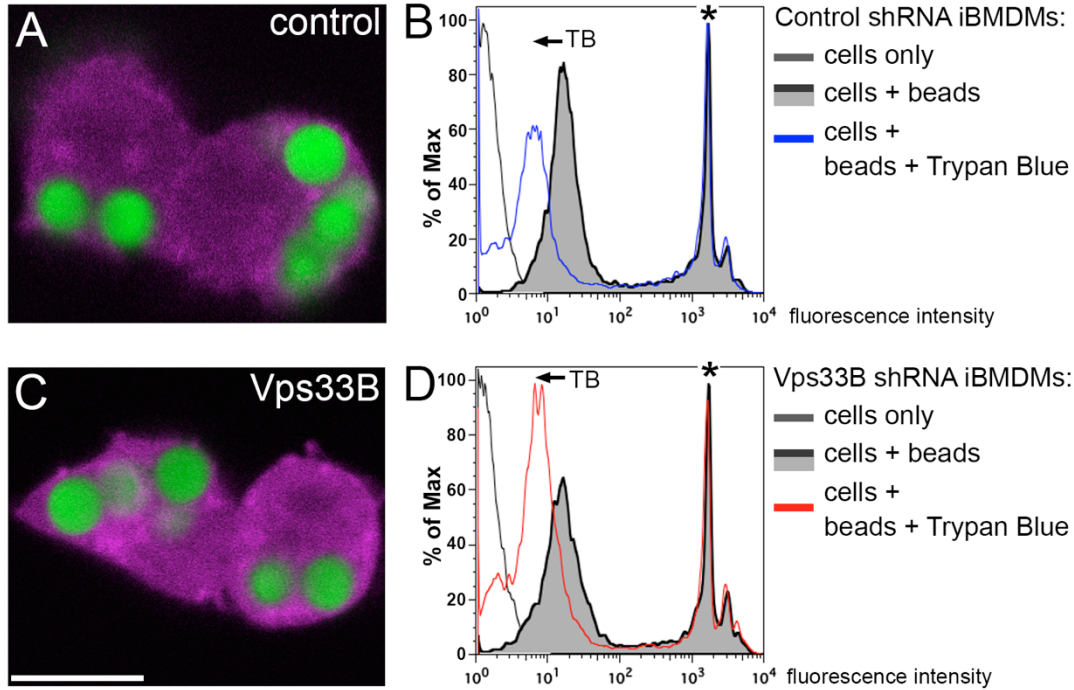 A
control
B
*
TB
% of Max
100
80
60
40
20
0
10⁰ 10¹ 10² 10³ 10⁴
fluorescence intensity
Control shRNA iBMDMs:
cells only
cells + beads
cells +
beads + Trypan Blue
C
Vps33B
D
*
TB
% of Max
100
80
60
40
20
0
10⁰ 10¹ 10² 10³ 10⁴
fluorescence intensity
Vps33B shRNA iBMDMs:
cells only
cells + beads
cells +
beads + Trypan Blue